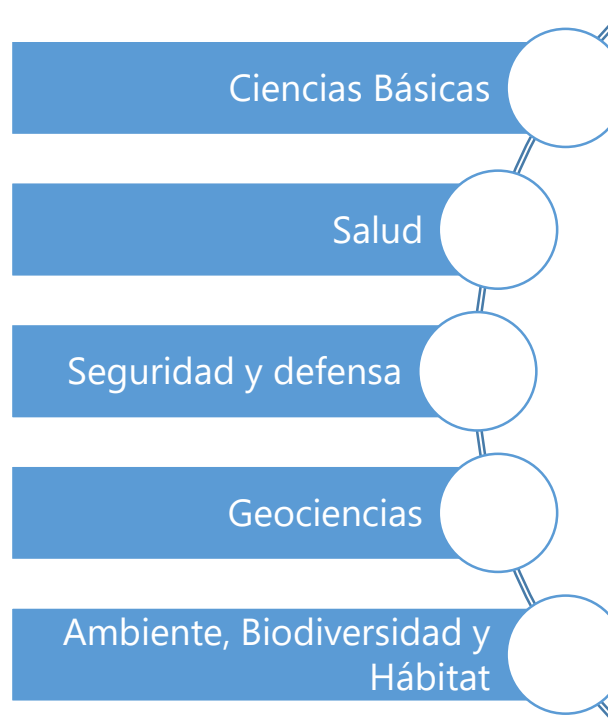 Ciencias Básicas
Salud
Seguridad y defensa
Geociencias
Ambiente, Biodiversidad y
Hábitat